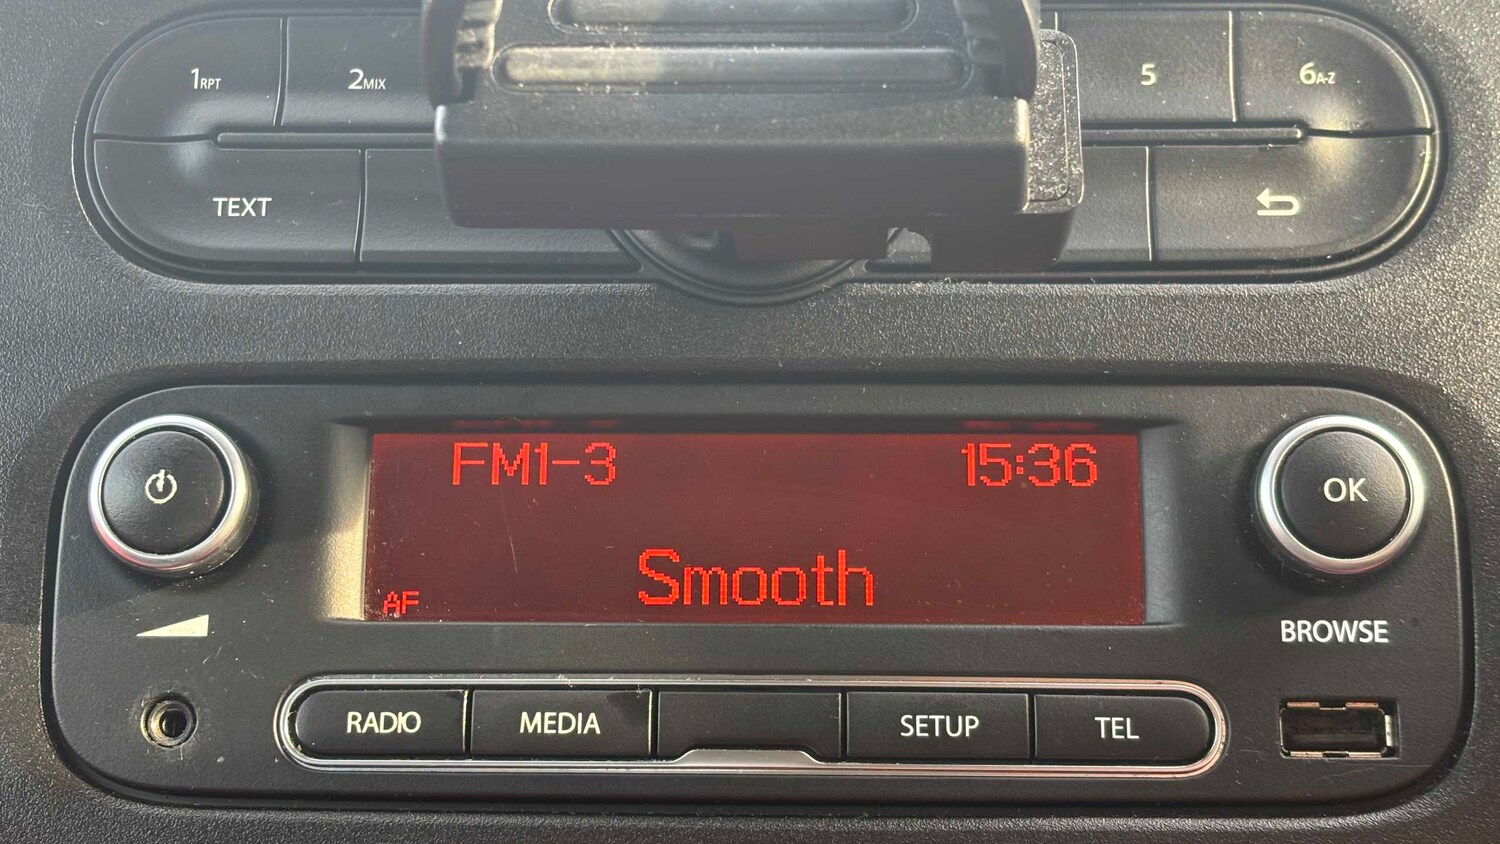 1RPT 2MIX 5 6A-Z
TEXT
FM1-3 15:36
Smooth
AF
OK
BROWSE
RADIO MEDIA SETUP TEL